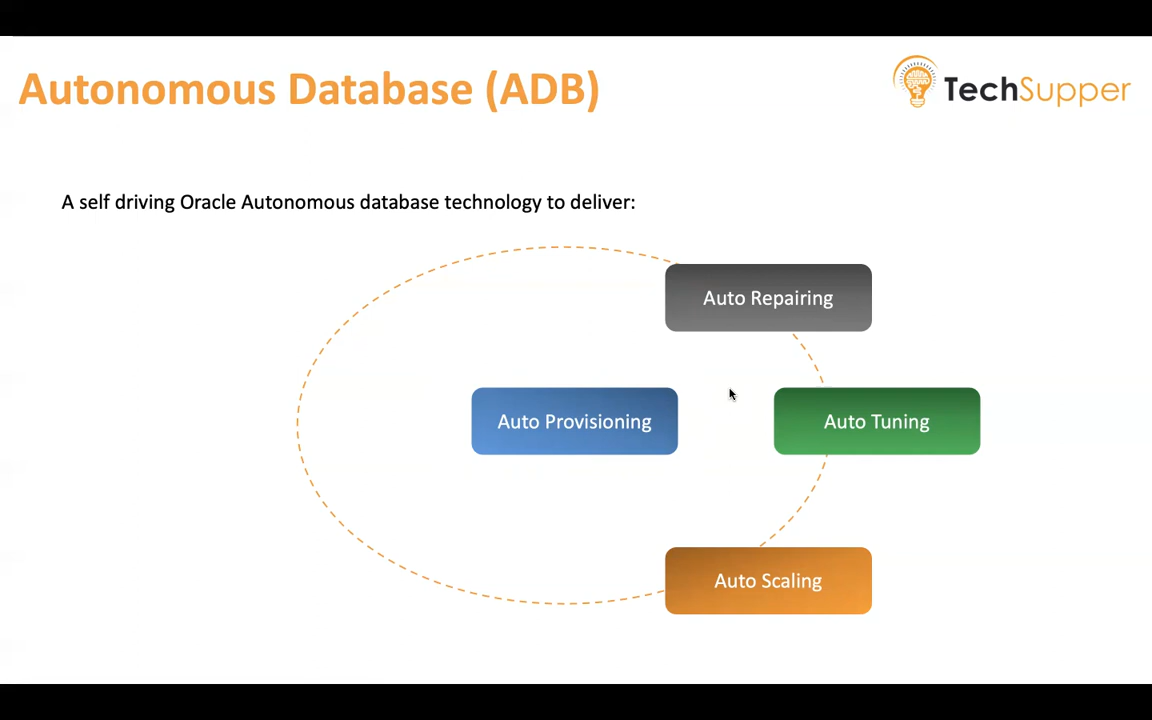 Autonomous Database (ADB)
TechSupper
A self driving Oracle Autonomous database technology to deliver:
Auto Repairing
Auto Provisioning
Auto Tuning
Auto Scaling